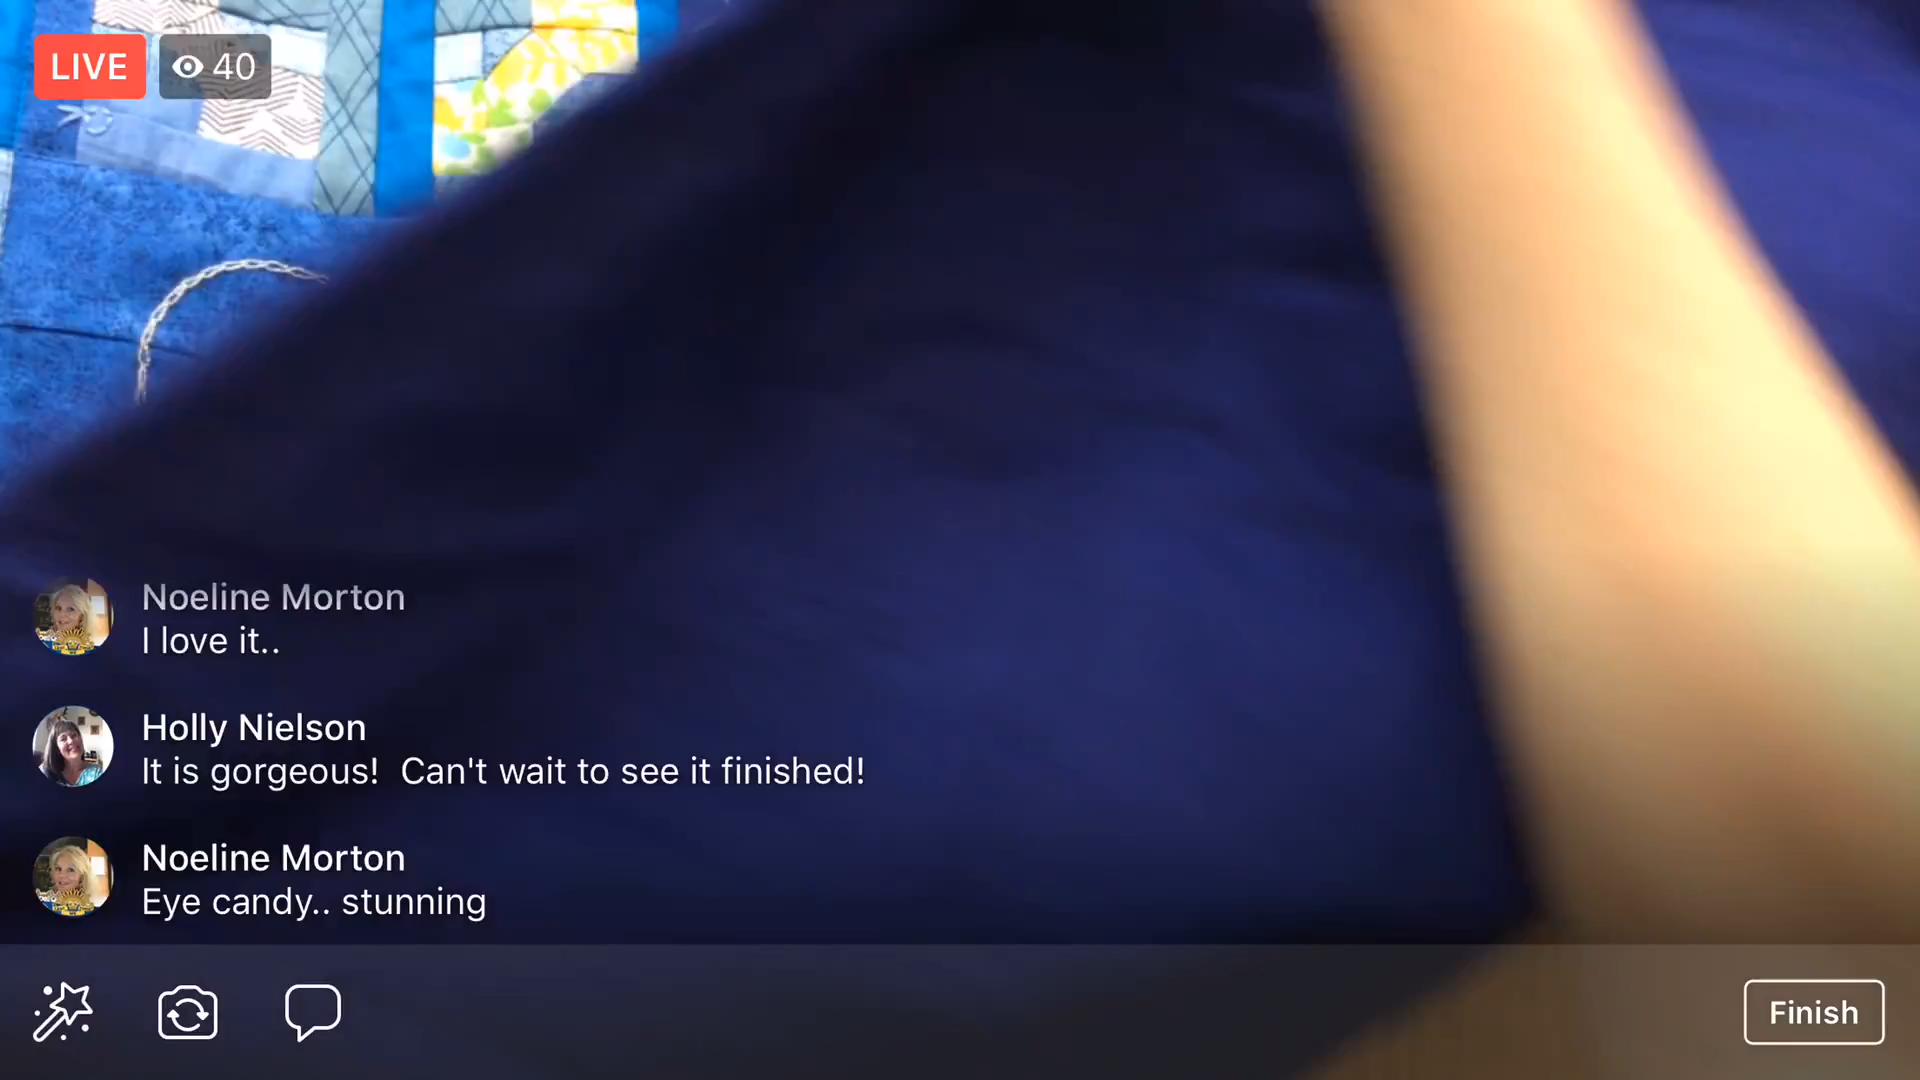 LIVE 40
Noeline Morton
I love it..
Holly Nielson
It is gorgeous!  Can't wait to see it finished!
Noeline Morton
Eye candy.. stunning
Finish